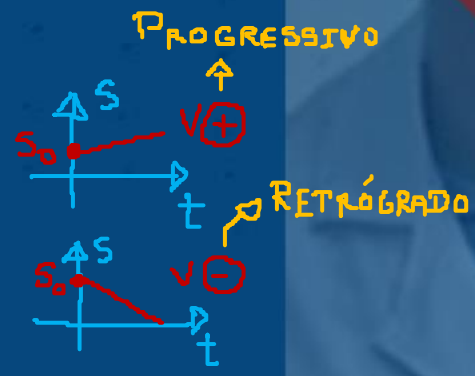 PROGRESSIVO
S
S₀
V +
t
RETRÓGRADO
S
S₀
V −
t